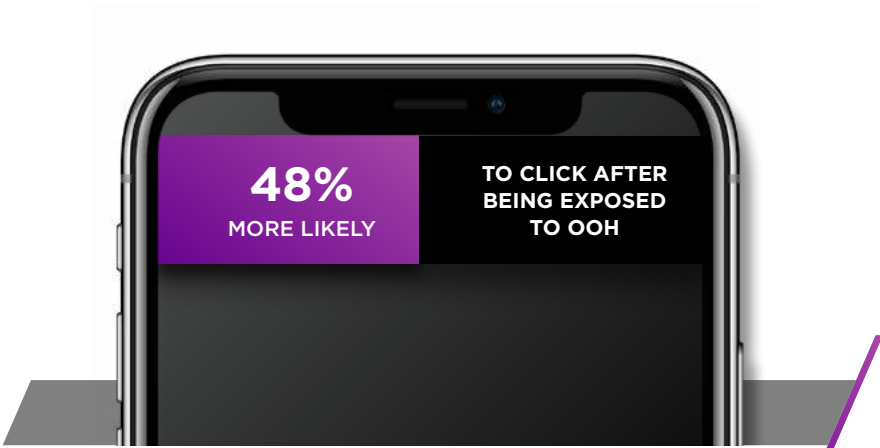 48%
MORE LIKELY
TO CLICK AFTER
BEING EXPOSED
TO OOH